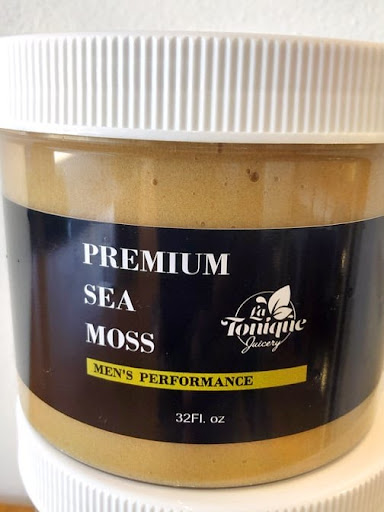 PREMIUM
SEA
MOSS
La
Tonique
Juicery
MEN'S PERFORMANCE
32Fl. oz